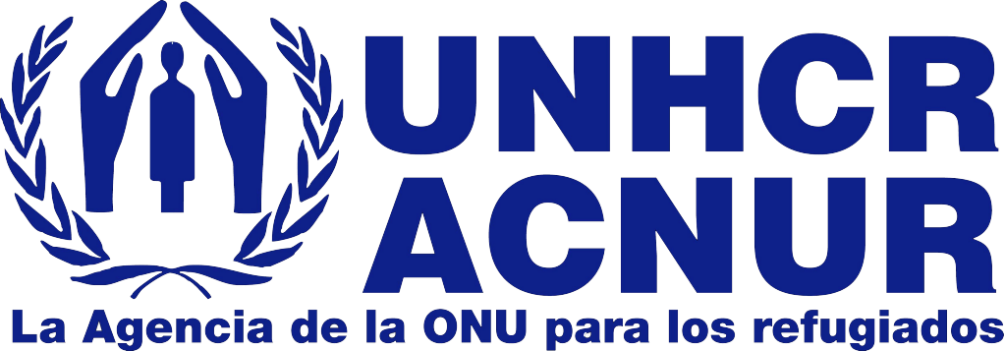 UNHCR
ACNUR
La Agencia de la ONU para los refugiados